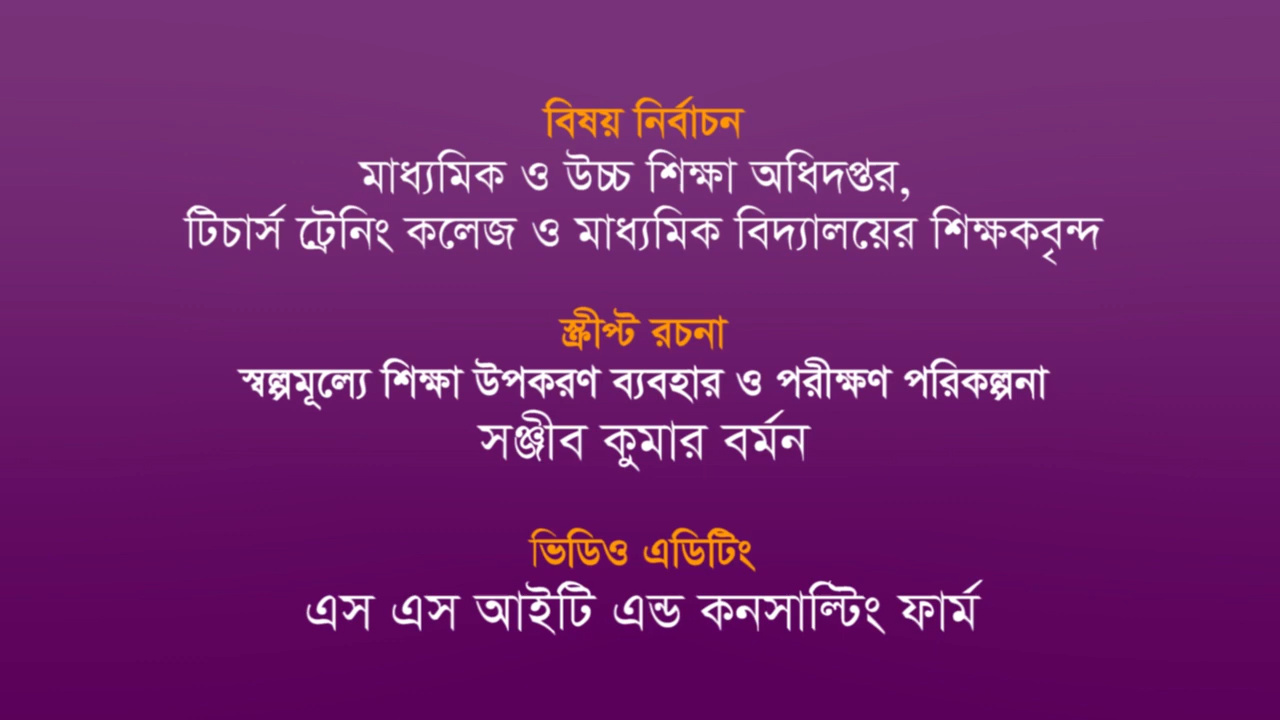 বিষয় নির্বাচন
মাধ্যমিক ও উচ্চ শিক্ষা অধিদপ্তর,
টিচার্স ট্রেনিং কলেজ ও মাধ্যমিক বিদ্যালয়ের শিক্ষকবৃন্দ
স্ক্রীপ্ট রচনা
স্বল্পমূল্যে শিক্ষা উপকরণ ব্যবহার ও পরীক্ষণ পরিকল্পনা
সঞ্জীব কুমার বর্মন
ভিডিও এডিটিং
এস এস আইটি এন্ড কনসাল্টিং ফার্ম